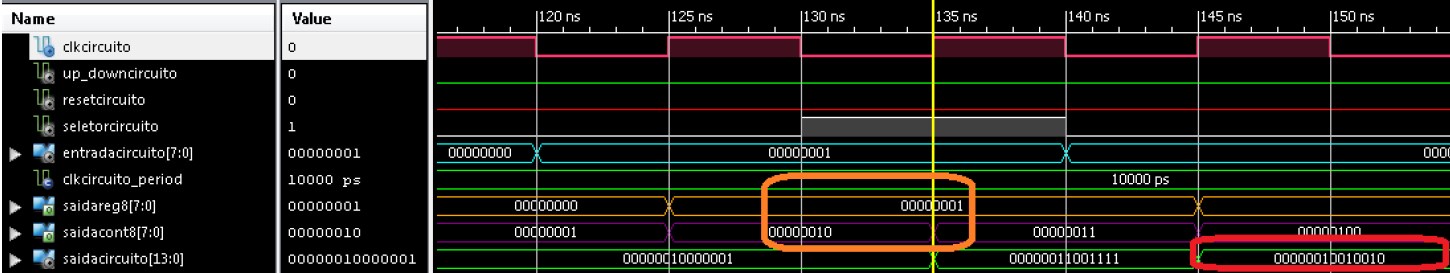 Name Value 120 ns 125 ns 130 ns 135 ns 140 ns 145 ns 150 ns
clkcircuito 0
up_downcircuito 0
resetcircuito 0
seletorcircuito 1
entradacircuito[7:0] 00000001 00000000 00000001 0000
clkcircuito_period 10000 ps 10000 ps
saidareg8[7:0] 00000001 00000000 00000001
saidacont8[7:0] 00000010 00000001 00000010 00000011 00000100
saidacircuito[13:0] 00000010000001 00000010000001 00000011001111 00000010010010